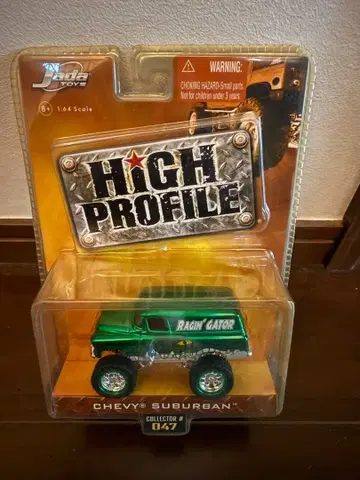 Jada
TOYS
8+
1:64 Scale
WARNING:
CHOKING HAZARD-Small parts
Not for children under 3 years.
HIGH
PROFILE
RAGIN' GATOR
CHEVY® SUBURBAN™
COLLECTOR #
047